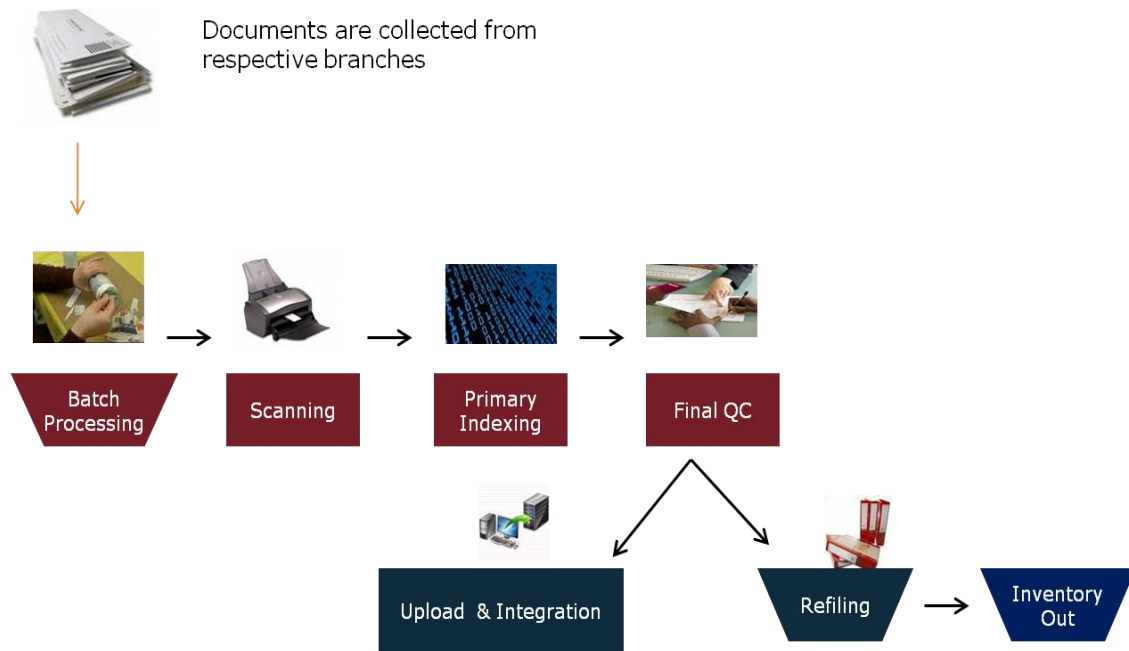 Documents are collected from
respective branches
Batch
Processing
Scanning
Primary
Indexing
Final QC
Upload & Integration
Refiling
Inventory
Out